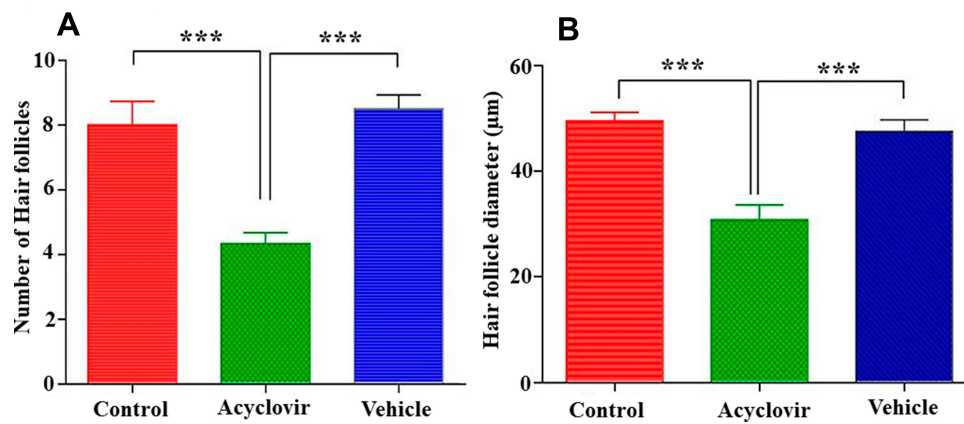 A
*** ***
Number of Hair follicles
10
8
6
4
2
0
Control Acyclovir Vehicle
B
*** ***
Hair follicle diameter (µm)
60
40
20
0
Control Acyclovir Vehicle